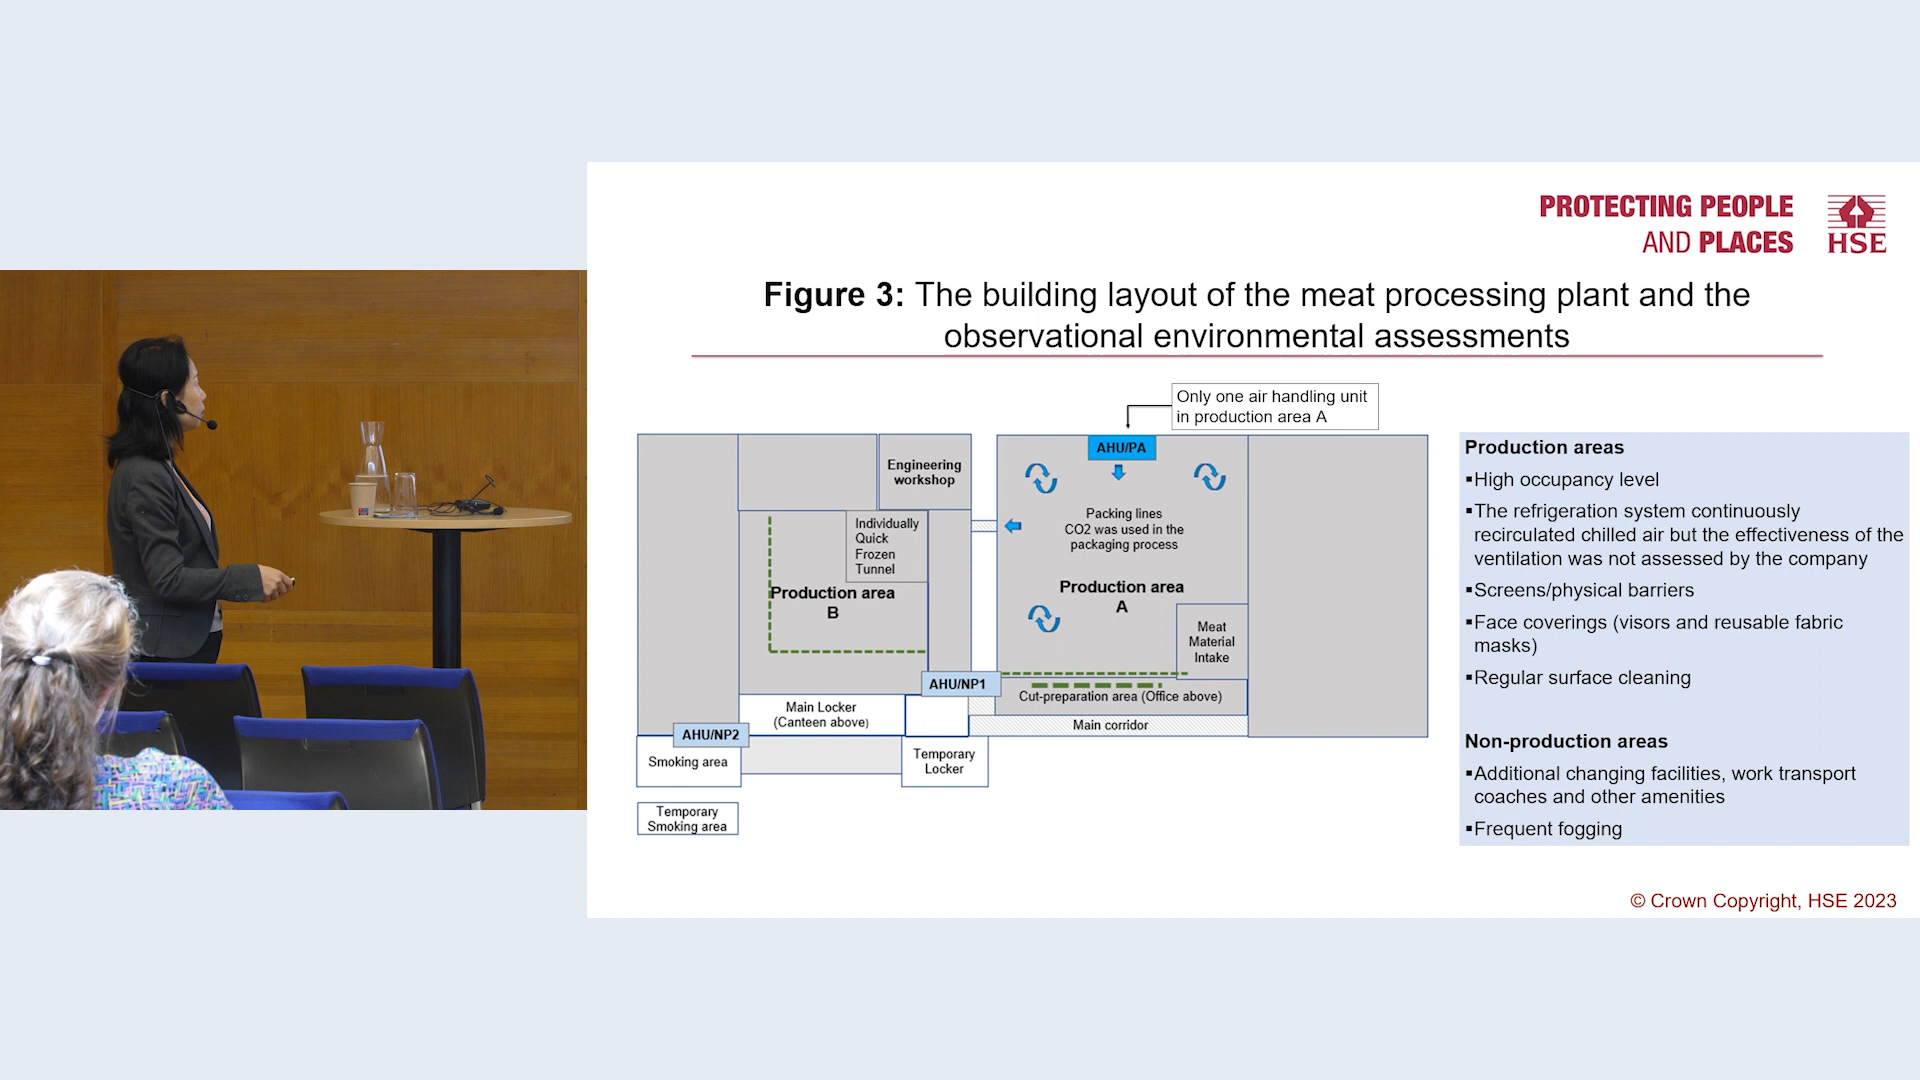 PROTECTING PEOPLE
AND PLACES
HSE
Figure 3: The building layout of the meat processing plant and the
observational environmental assessments
Only one air handling unit
in production area A
AHU/PA
Engineering
workshop
Packing lines
CO2 was used in the
packaging process
Individually
Quick
Frozen
Tunnel
Production area
B
Production area
A
Meat
Material
Intake
AHU/NP1
Cut-preparation area (Office above)
Main Locker
(Canteen above)
Main corridor
AHU/NP2
Smoking area
Temporary
Locker
Temporary
Smoking area
Production areas
▪High occupancy level
▪The refrigeration system continuously
recirculated chilled air but the effectiveness of the
ventilation was not assessed by the company
▪Screens/physical barriers
▪Face coverings (visors and reusable fabric
masks)
▪Regular surface cleaning
Non-production areas
▪Additional changing facilities, work transport
coaches and other amenities
▪Frequent fogging
© Crown Copyright, HSE 2023